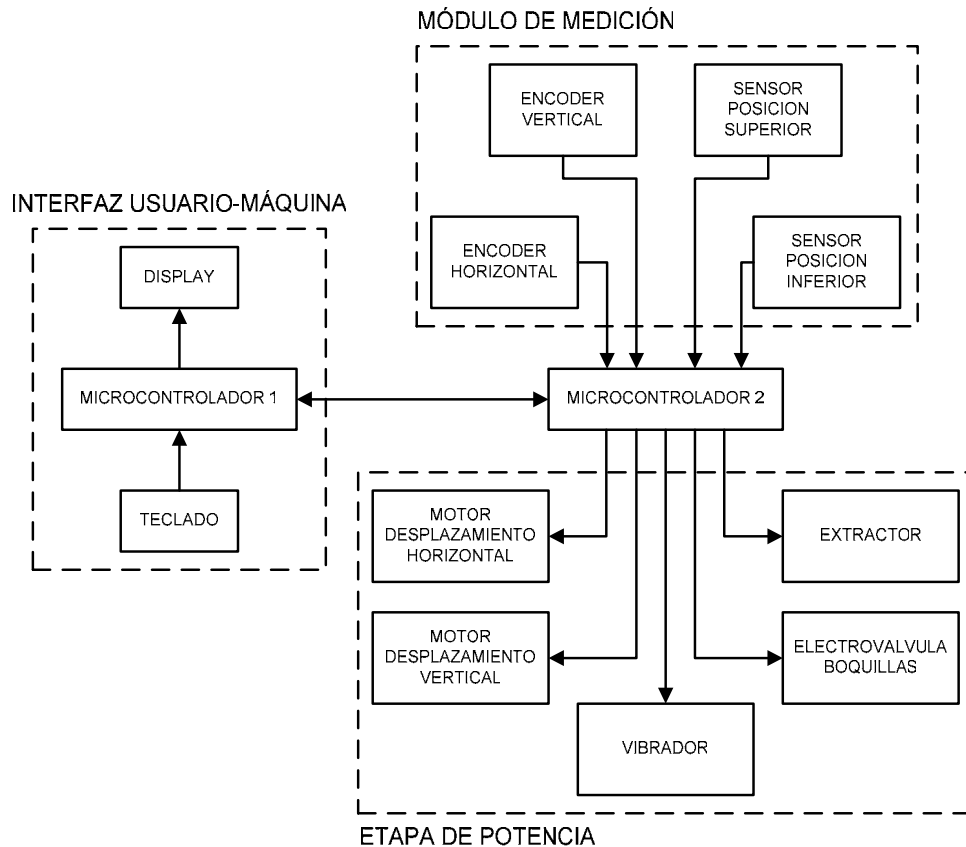 MÓDULO DE MEDICIÓN
ENCODER
VERTICAL
SENSOR
POSICION
SUPERIOR
INTERFAZ USUARIO-MÁQUINA
DISPLAY
ENCODER
HORIZONTAL
SENSOR
POSICION
INFERIOR
MICROCONTROLADOR 1
MICROCONTROLADOR 2
TECLADO
MOTOR
DESPLAZAMIENTO
HORIZONTAL
EXTRACTOR
MOTOR
DESPLAZAMIENTO
VERTICAL
ELECTROVALVULA
BOQUILLAS
VIBRADOR
ETAPA DE POTENCIA